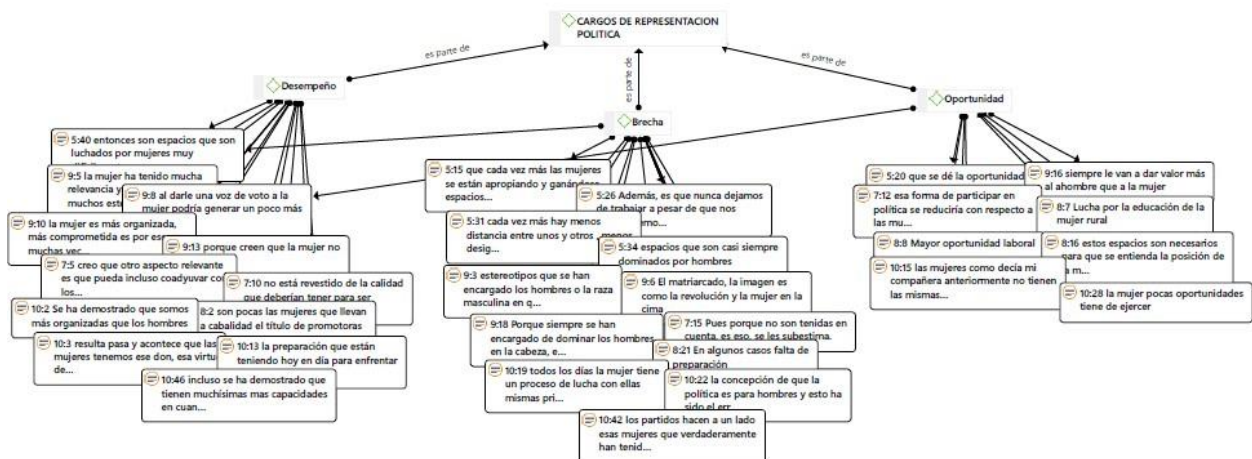 CARGOS DE REPRESENTACION
POLITICA
es parte de
es parte de
es parte de
Desempeño
Brecha
Oportunidad
5:40 entonces son espacios que son
luchados por mujeres muy
9:5 la mujer ha tenido mucha
relevancia y
muchos este
9:8 al darle una voz de voto a la
mujer podría generar un poco más
9:10 la mujer es más organizada,
más comprometida es por ese
muchas vec...
9:13 porque creen que la mujer no
7:5 creo que otro aspecto relevante
es que pueda incluso coadyuvar co
los...
7:10 no está revestido de la calidad
que deberían tener para ser
10:2 Se ha demostrado que somos
más organizadas que los hombres
8:2 son pocas las mujeres que llevan
a cabalidad el título de promotoras
10:3 resulta pasa y acontece que las
mujeres tenemos ese don, esa virtu
de...
10:13 la preparación que están
teniendo hoy en día para enfrentar
10:46 incluso se ha demostrado que
tienen muchísimas mas capacidades
en cuan...
5:15 que cada vez más las mujeres
se están apropiando y ganándose
espacios...
5:26 Además, es que nunca dejamos
de trabajar a pesar de que nos
emo...
5:31 cada vez más hay menos
distancia entre unos y otros , menos
desig...
5:34 espacios que son casi siempre
dominados por hombres
9:3 estereotipos que se han
encargado los hombres o la raza
masculina en q...
9:6 El matriarcado, la imagen es
como la revolución y la mujer en la
cima
9:18 Porque siempre se han
encargado de dominar los hombres
en la cabeza, e...
7:15 Pues porque no son tenidas en
cuenta, es eso, se les subestima.
8:21 En algunos casos falta de
preparación
10:19 todos los días la mujer tiene
un proceso de lucha con ellas
mismas pri...
10:22 la concepción de que la
política es para hombres y esto ha
sido el err...
10:42 los partidos hacen a un lado
esas mujeres que verdaderamente
han tenid...
5:20 que se dé la oportunidad
9:16 siempre le van a dar valor más
al ahombre que a la mujer
7:12 esa forma de participar en
política se reduciría con respecto a
las mu...
8:7 Lucha por la educación de la
mujer rural
8:8 Mayor oportunidad laboral
8:16 estos espacios son necesarios
para que se entienda la posición de
a m...
10:15 las mujeres como decía mi
compañera anteriormente no tienen
las mismas...
10:28 la mujer pocas oportunidades
tiene de ejercer